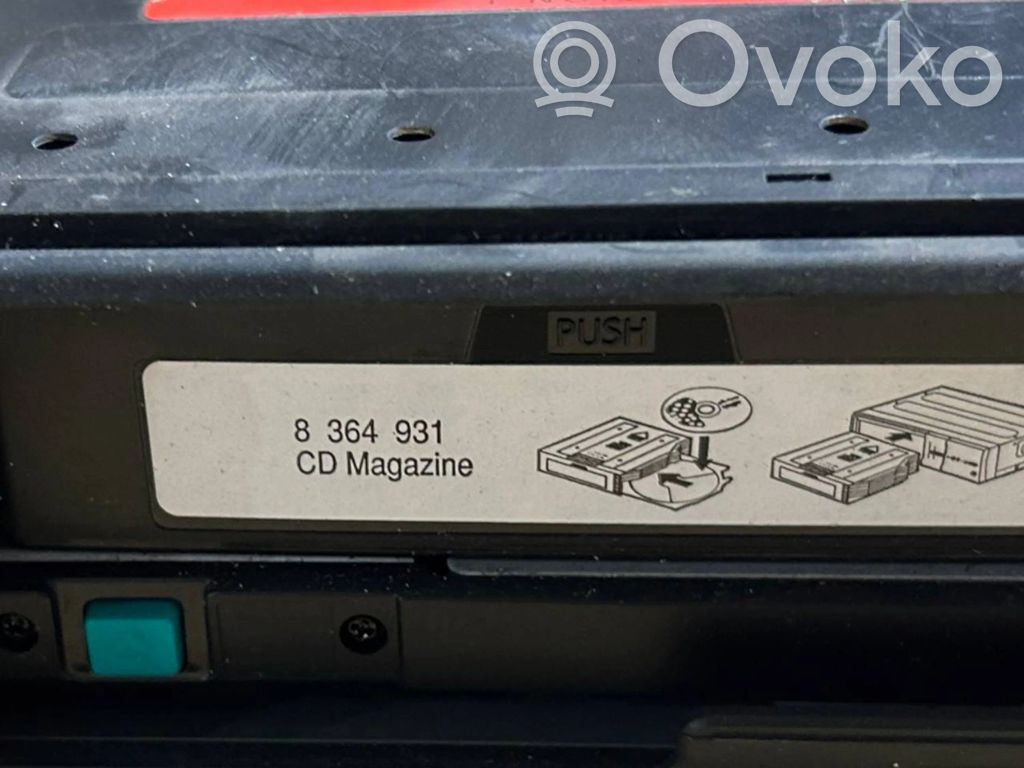 Ovoko
PUSH
8 364 931
CD Magazine